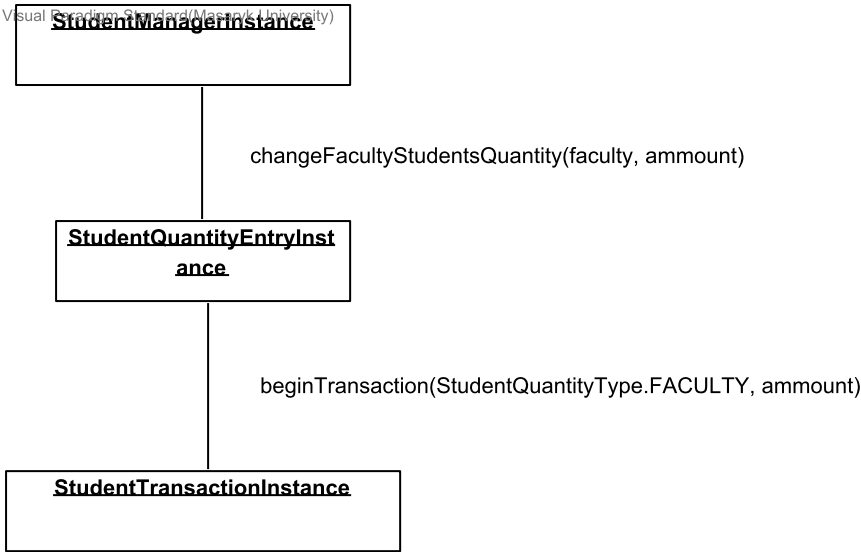 Visual Paradigm Standard(Masaryk University)
StudentManagerInstance
changeFacultyStudentsQuantity(faculty, ammount)
StudentQuantityEntryInst
ance
beginTransaction(StudentQuantityType.FACULTY, ammount)
StudentTransactionInstance